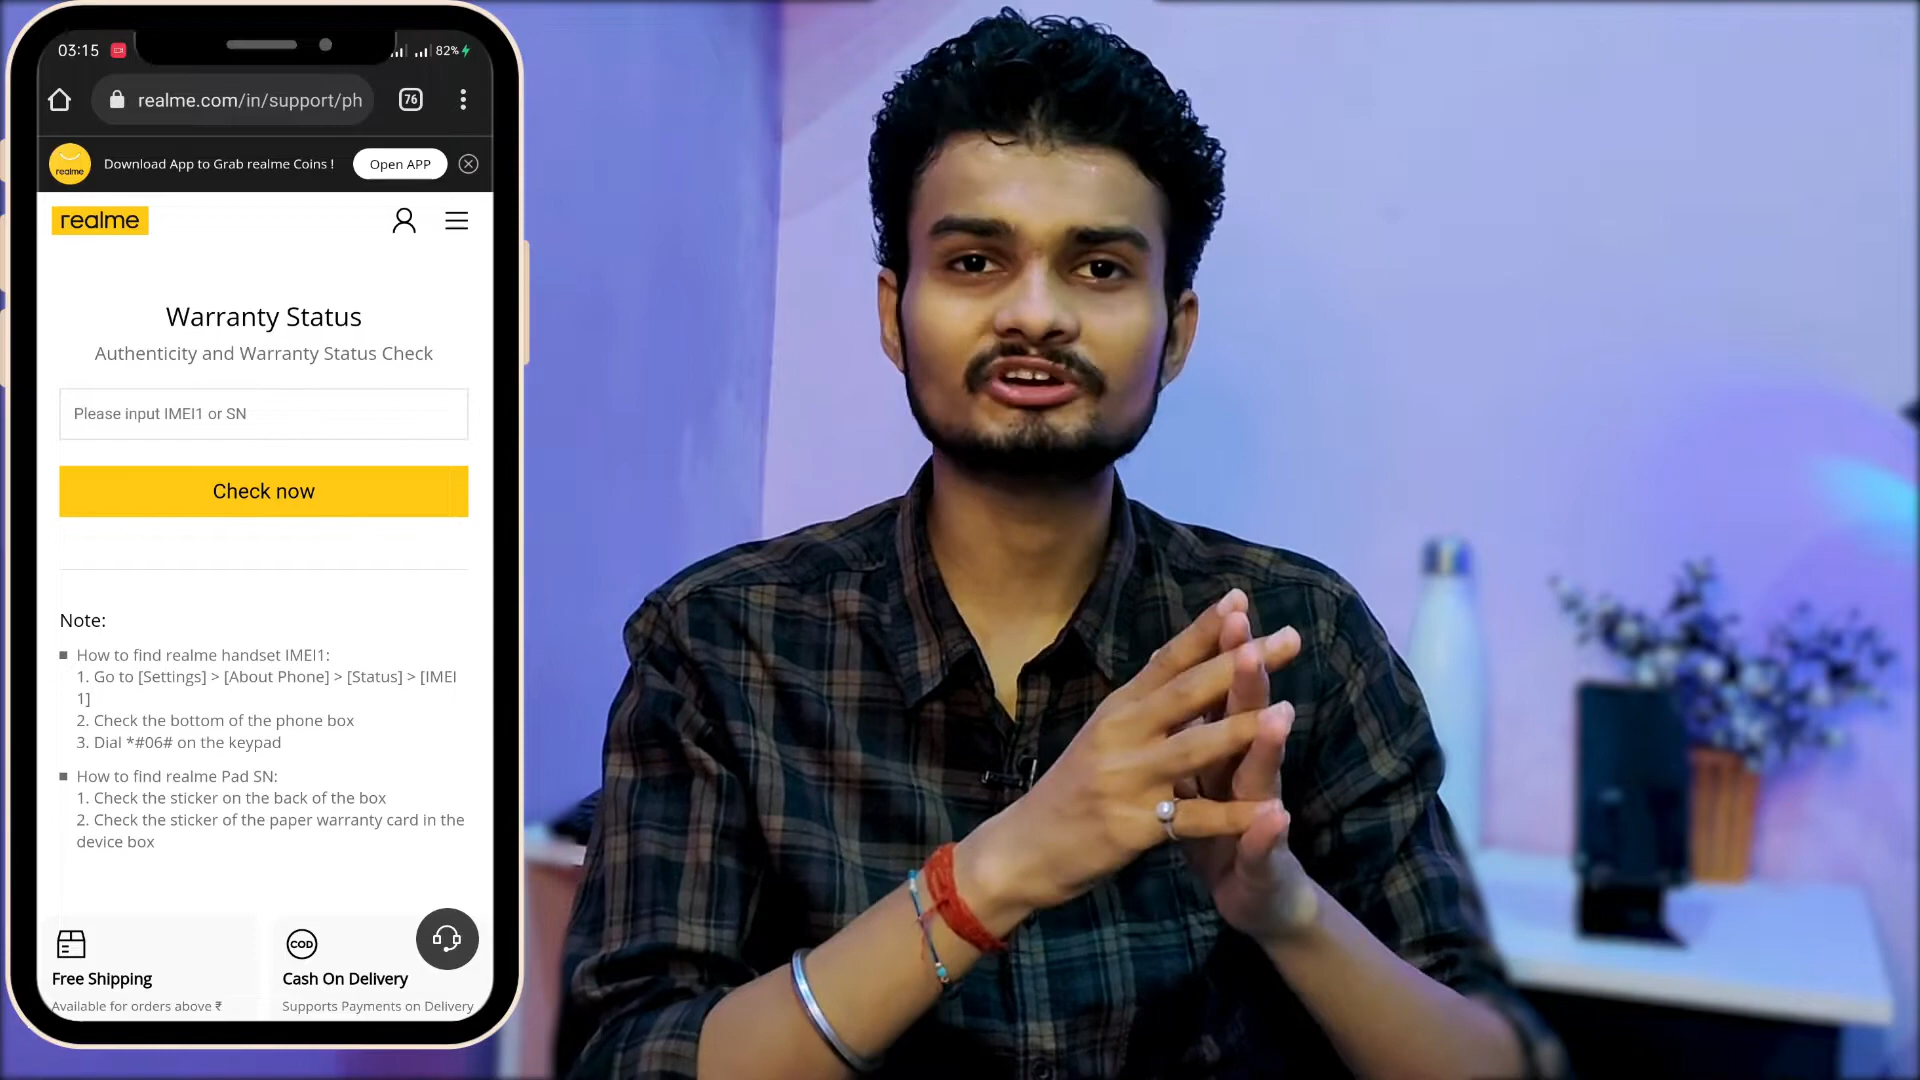 03:15
82%
realme.com/in/support/ph
76
realme
Download App to Grab realme Coins !
Open APP
realme
Warranty Status
Authenticity and Warranty Status Check
Please input IMEI1 or SN
Check now
Note:
How to find realme handset IMEI1:
1. Go to [Settings] > [About Phone] > [Status] > [IMEI
1]
2. Check the bottom of the phone box
3. Dial *#06# on the keypad
How to find realme Pad SN:
1. Check the sticker on the back of the box
2. Check the sticker of the paper warranty card in the
device box
COD
Free Shipping
Cash On Delivery
Available for orders above ₹
Supports Payments on Delivery